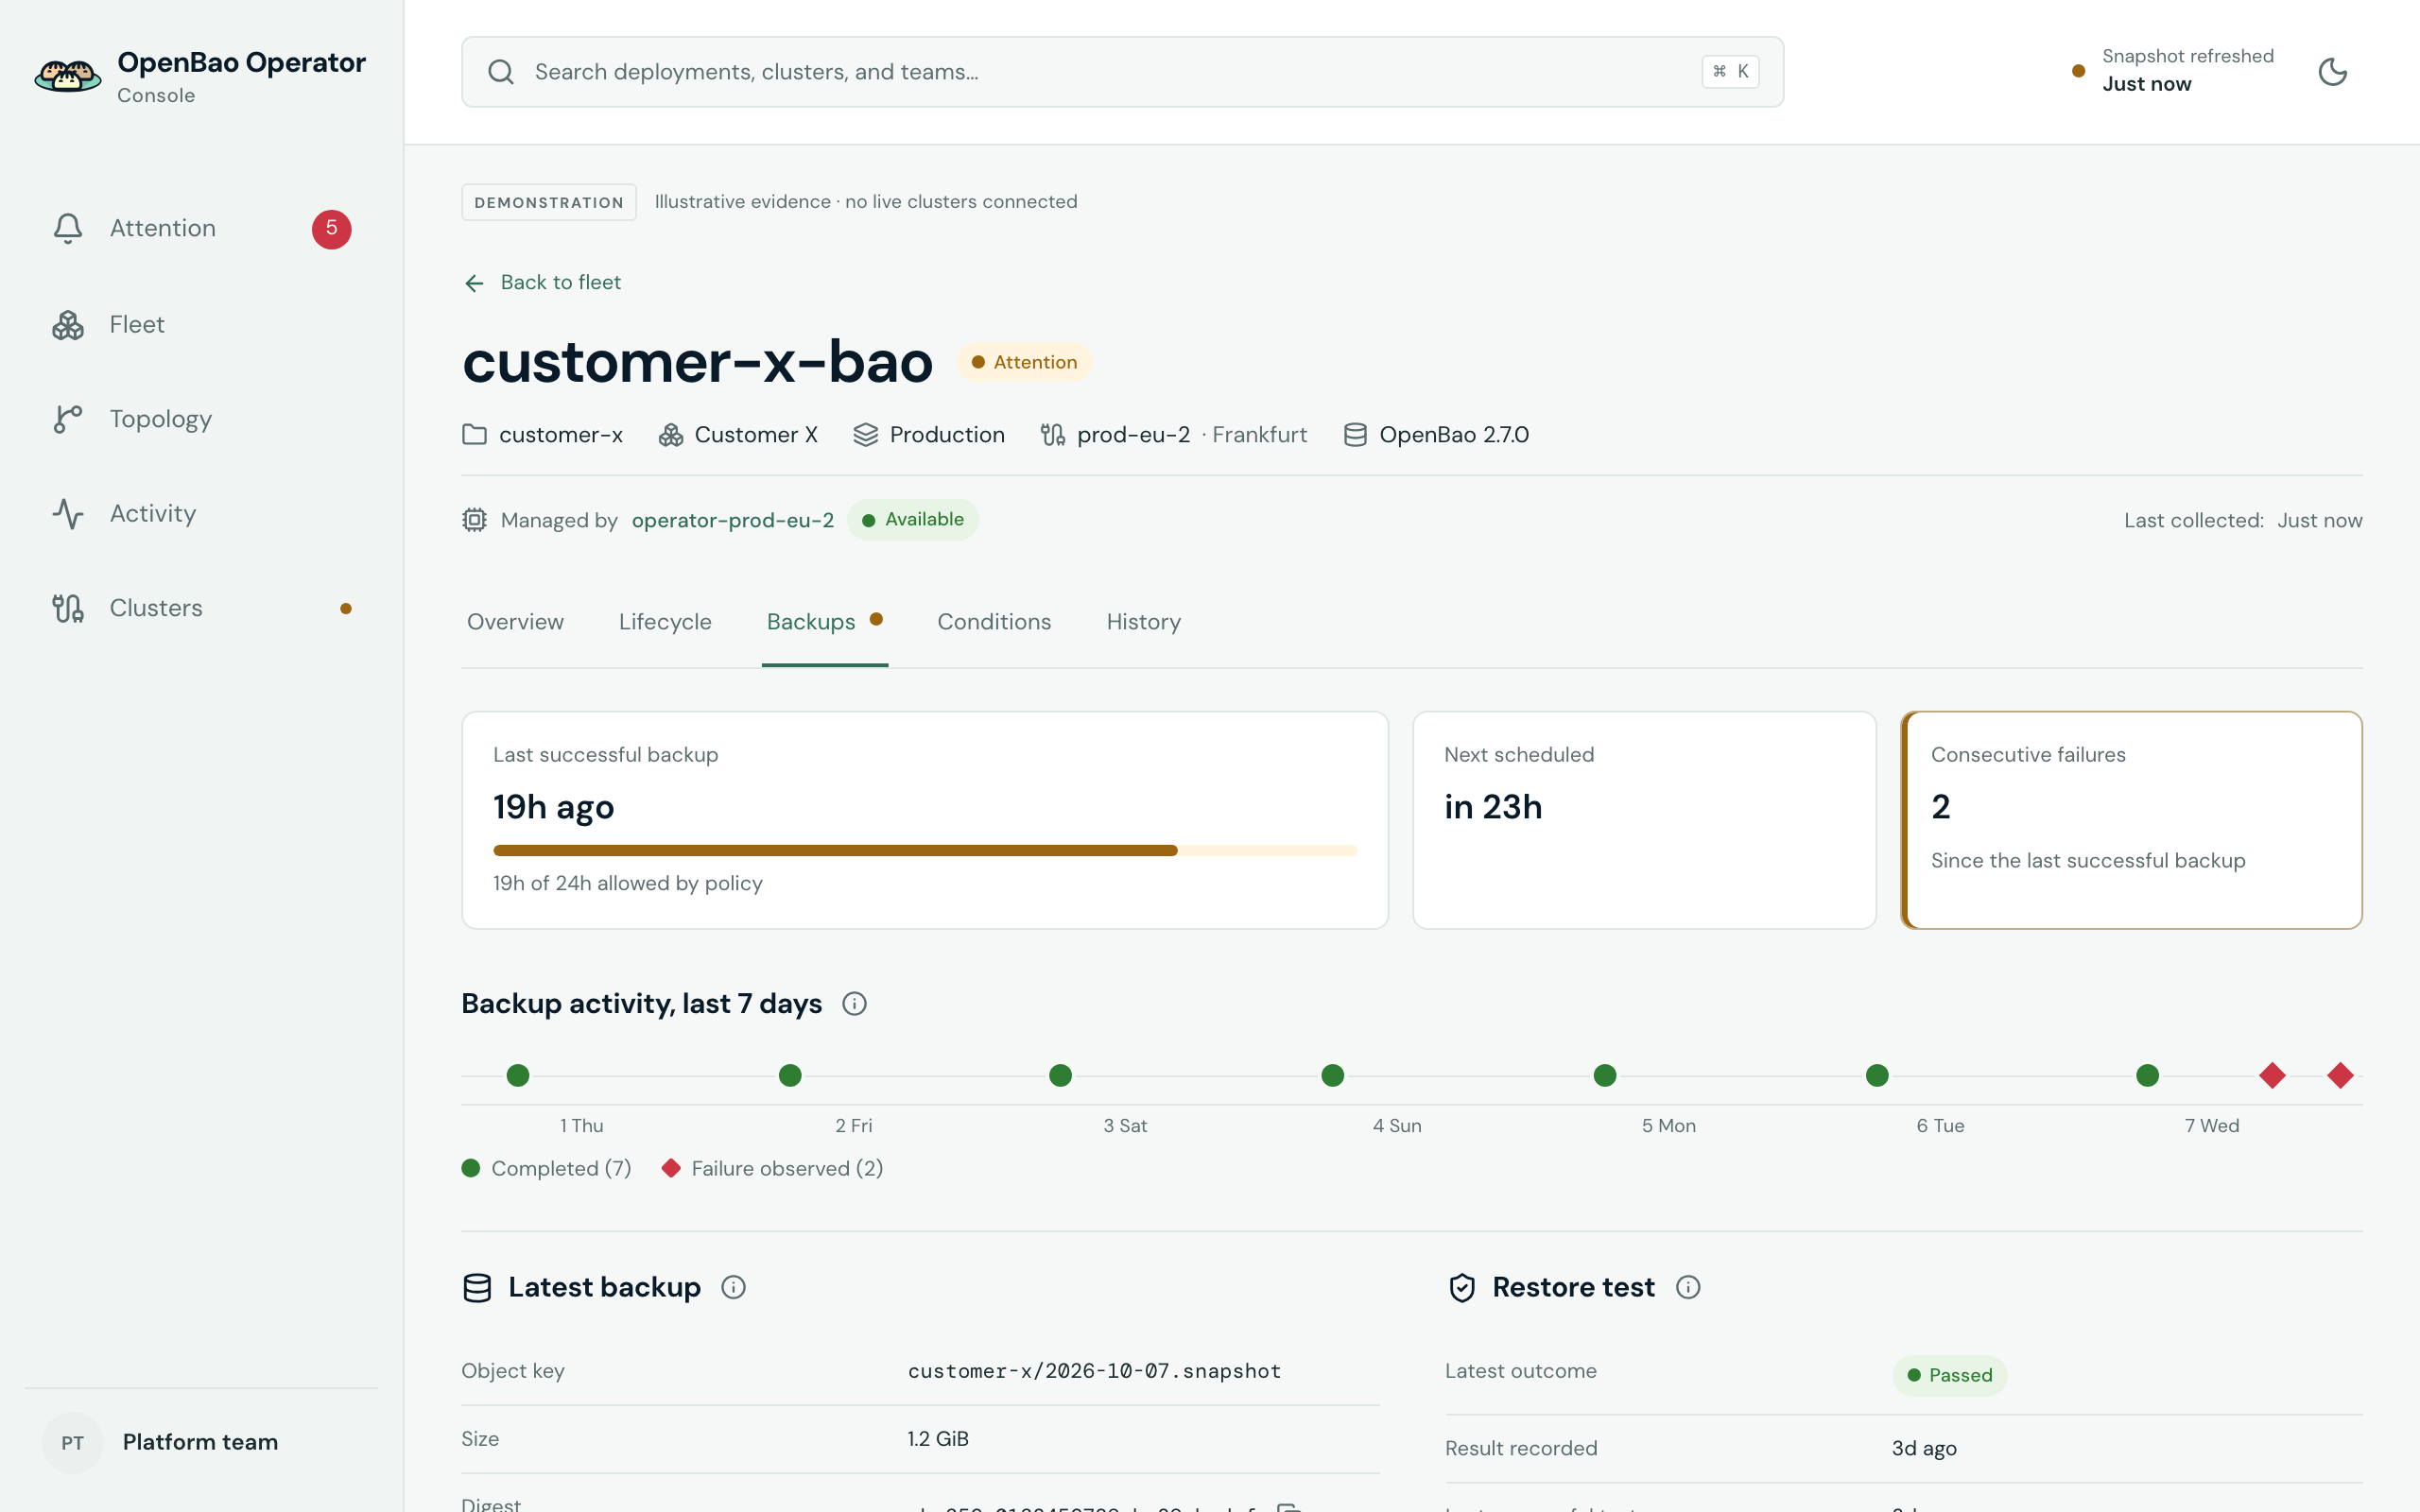 OpenBao Operator
Console
Search deployments, clusters, and teams...
⌘ K
Snapshot refreshed
Just now
Attention
5
Fleet
Topology
Activity
Clusters
Platform team
PT
DEMONSTRATION
Illustrative evidence · no live clusters connected
Back to fleet
customer-x-bao
Attention
customer-x
Customer X
Production
prod-eu-2 · Frankfurt
OpenBao 2.7.0
Managed by operator-prod-eu-2
Available
Last collected: Just now
Overview
Lifecycle
Backups
Conditions
History
Last successful backup
19h ago
19h of 24h allowed by policy
Next scheduled
in 23h
Consecutive failures
2
Since the last successful backup
Backup activity, last 7 days
1 Thu
2 Fri
3 Sat
4 Sun
5 Mon
6 Tue
7 Wed
Completed (7)
Failure observed (2)
Latest backup
Object key
customer-x/2026-10-07.snapshot
Size
1.2 GiB
Digest
Restore test
Latest outcome
Passed
Result recorded
3d ago